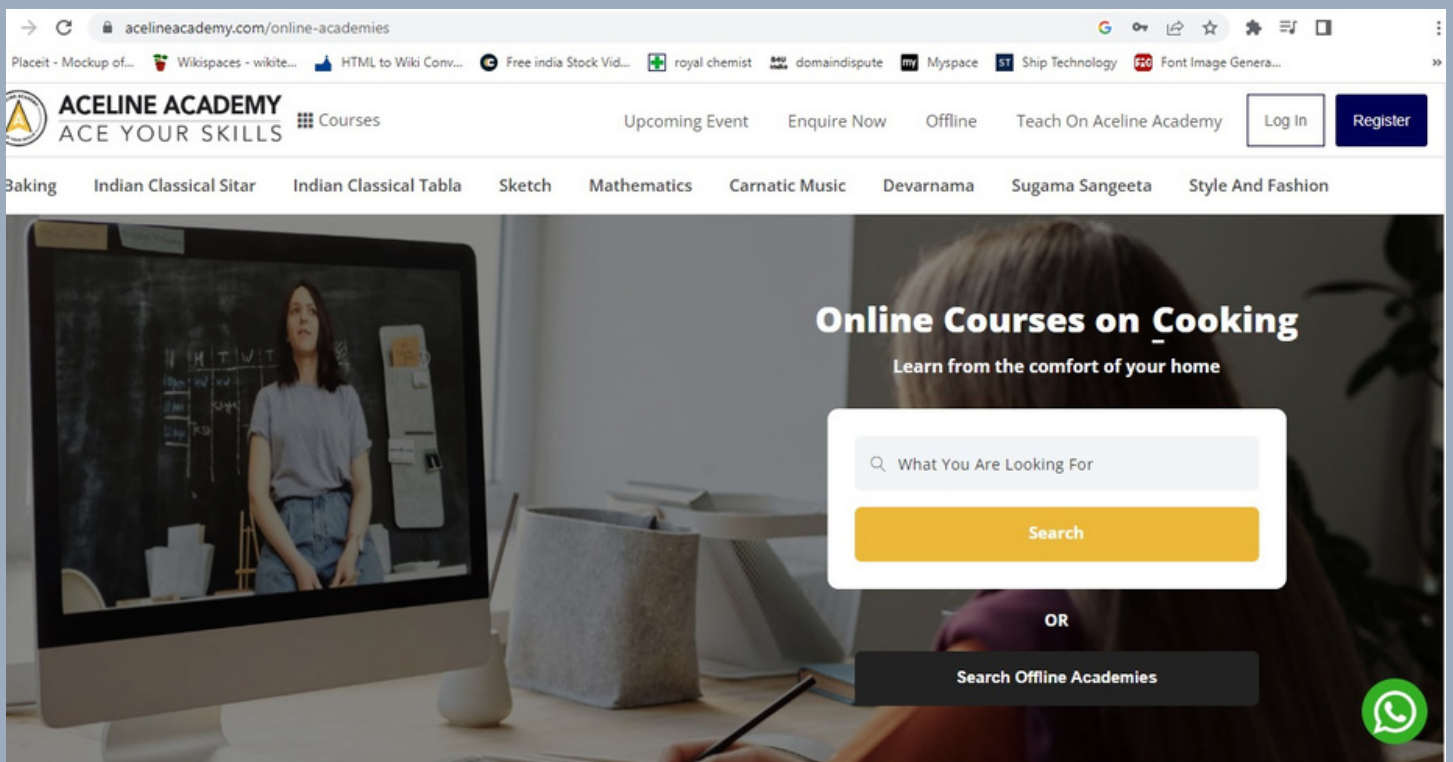 acelineacademy.com/online-academies
Placeit - Mockup of... Wikispaces - wikite... HTML to Wiki Conv... Free india Stock Vid... royal chemist domaindispute my Myspace ST Ship Technology Font Image Genera... »
ACELINE ACADEMY
ACE YOUR SKILLS
Courses Upcoming Event Enquire Now Offline Teach On Aceline Academy Log In Register
Baking Indian Classical Sitar Indian Classical Tabla Sketch Mathematics Carnatic Music Devarnama Sugama Sangeeta Style And Fashion
M T W T
Online Courses on Cooking
Learn from the comfort of your home
What You Are Looking For
Search
OR
Search Offline Academies